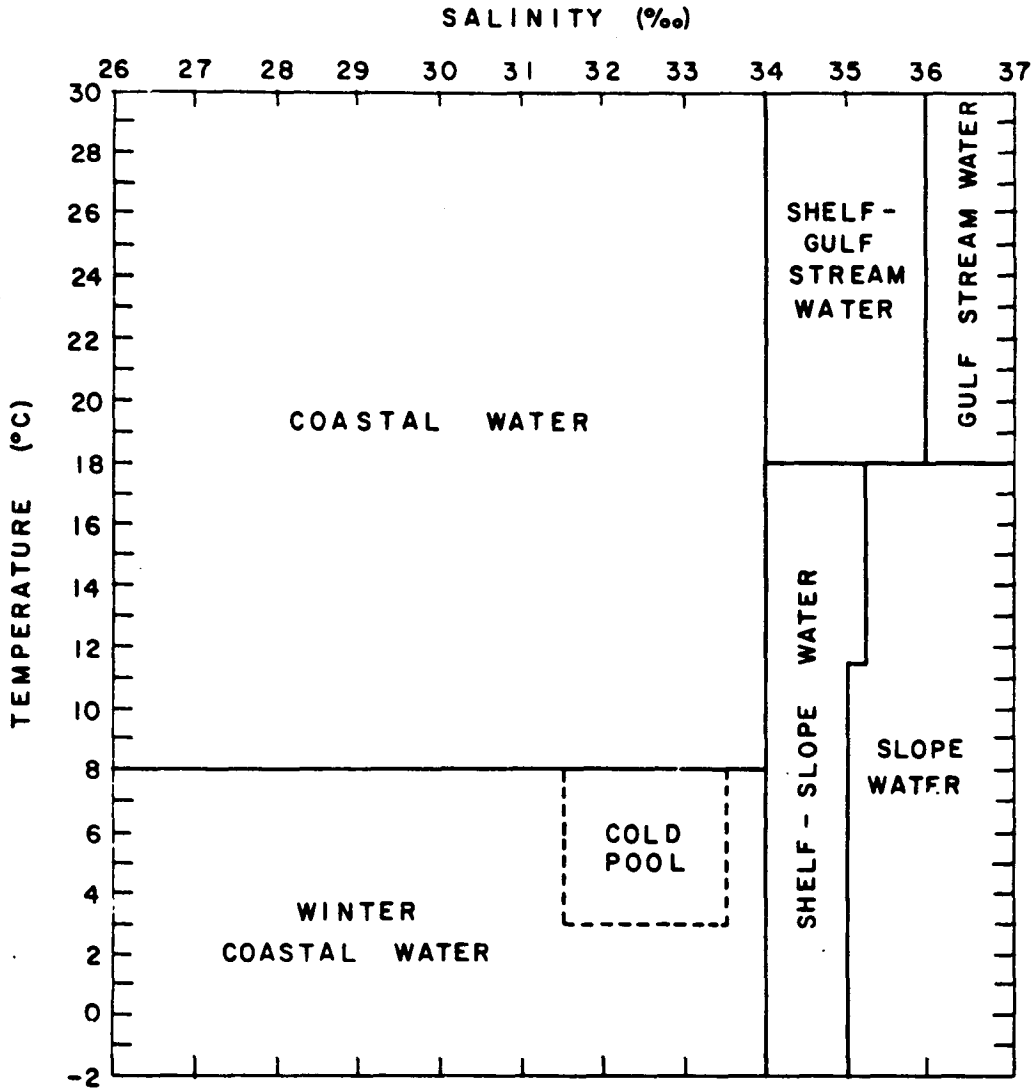 SALINITY (‰)
26 27 28 29 30 31 32 33 34 35 36 37
30
28
26
24
22
20
18
16
14
12
10
8
6
4
2
0
-2
TEMPERATURE (°C)
COASTAL WATER
SHELF-
GULF
STREAM
WATER
GULF STREAM WATER
SHELF-SLOPE WATER
SLOPE
WATER
COLD
POOL
WINTER
COASTAL WATER